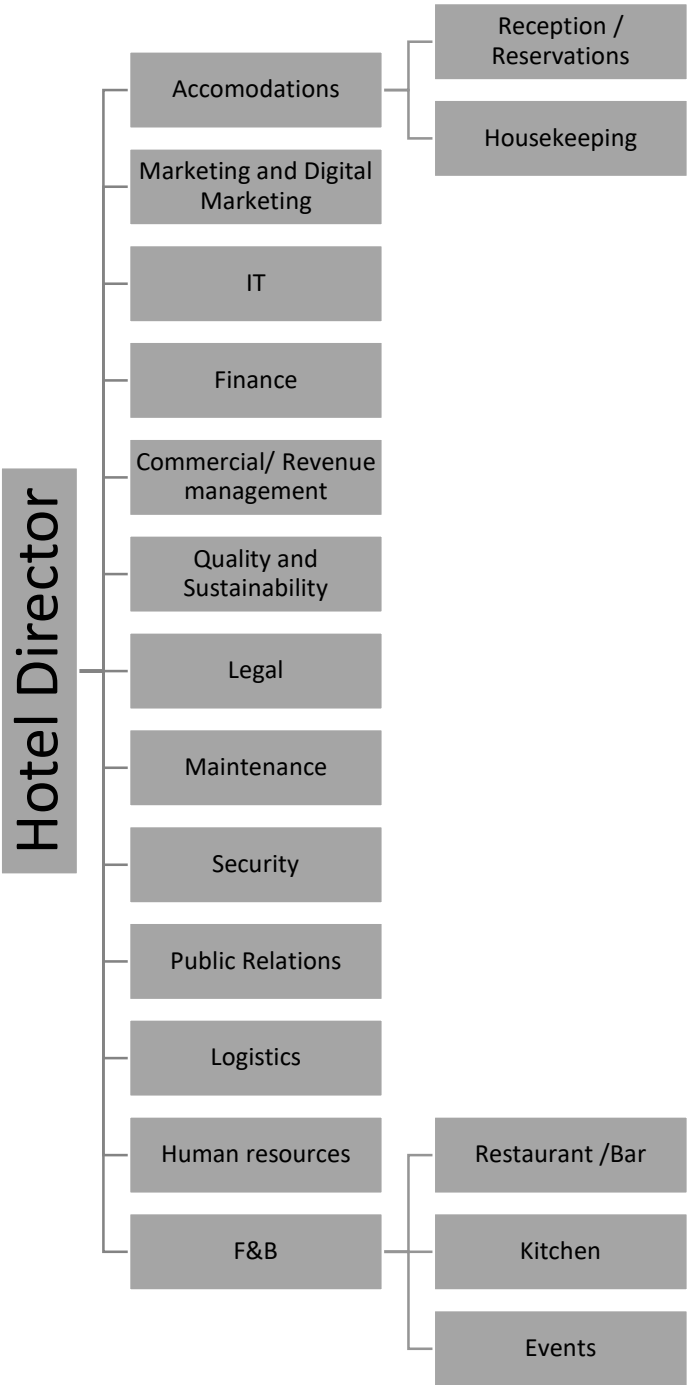 Hotel Director
Accomodations
Reception /
Reservations
Housekeeping
Marketing and Digital
Marketing
IT
Finance
Commercial/ Revenue
management
Quality and
Sustainability
Legal
Maintenance
Security
Public Relations
Logistics
Human resources
F&B
Restaurant /Bar
Kitchen
Events